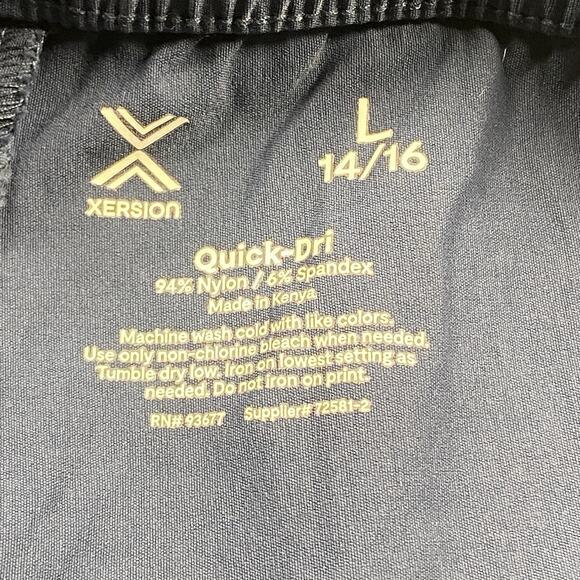 XERSION
L
14/16
Quick-Dri
94% Nylon / 6% Spandex
Made in Kenya
Machine wash cold with like colors.
Use only non-chlorine bleach when needed.
Tumble dry low. Iron on lowest setting as
needed. Do not iron on print.
RN# 93677 Supplier# 72581-2